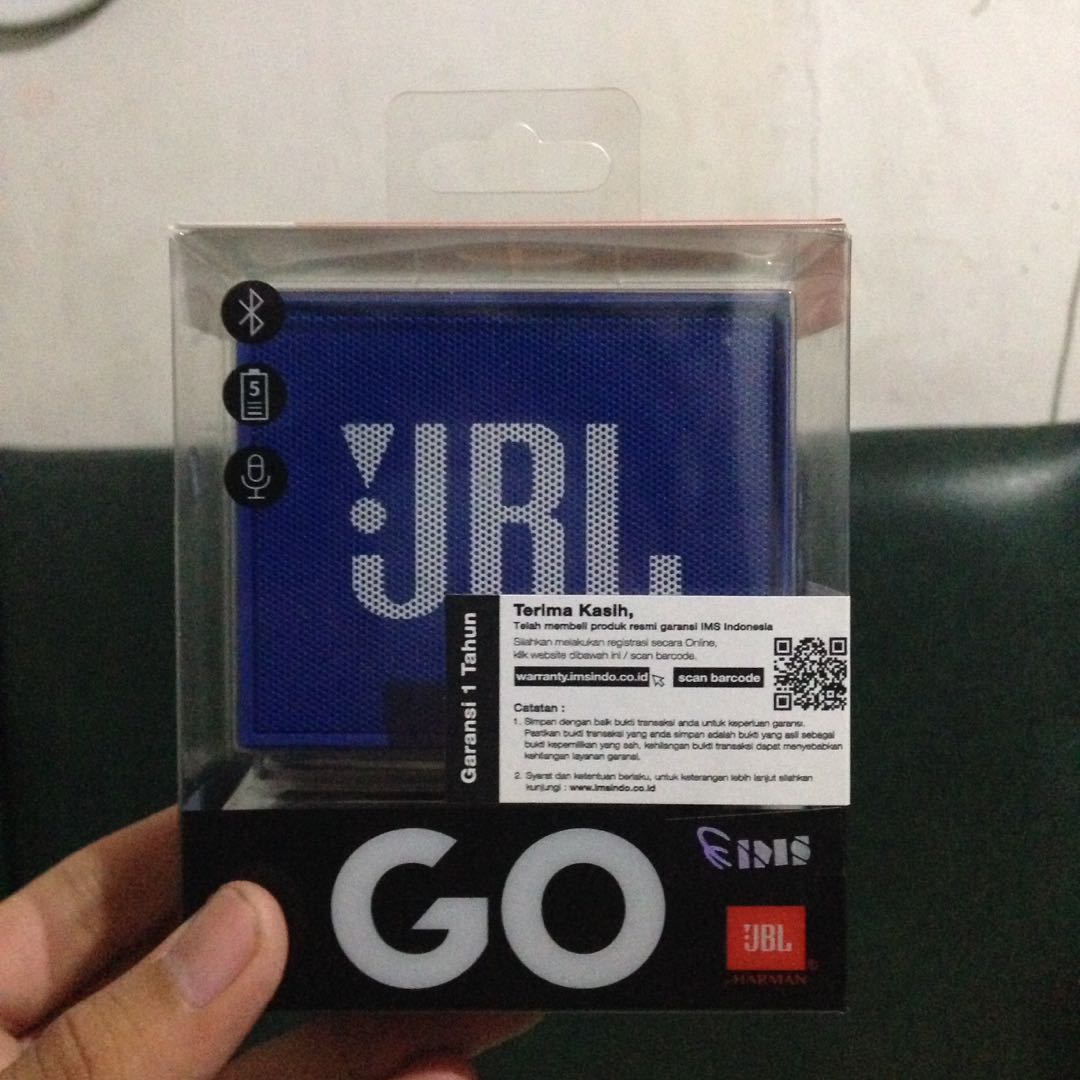 5
JBL
Garansi 1 Tahun
Terima Kasih,
Telah membeli produk resmi garansi IMS Indonesia
Silahkan melakukan registrasi secara Online,
klik website dibawah ini / scan barcode.
warranty.imsindo.co.id
scan barcode
Catatan :
1. Simpan dengan baik bukti transaksi anda untuk keperluan garansi.
Pastikan bukti transaksi yang anda simpan adalah bukti yang asli sebagai
bukti kepemilikan yang sah, kehilangan bukti transaksi dapat menyebabkan
kehilangan layanan garansi.
2. Syarat dan ketentuan berlaku, untuk keterangan lebih lanjut silahkan
kunjungi : www.imsindo.co.id
GO
IMS
JBL
HARMAN